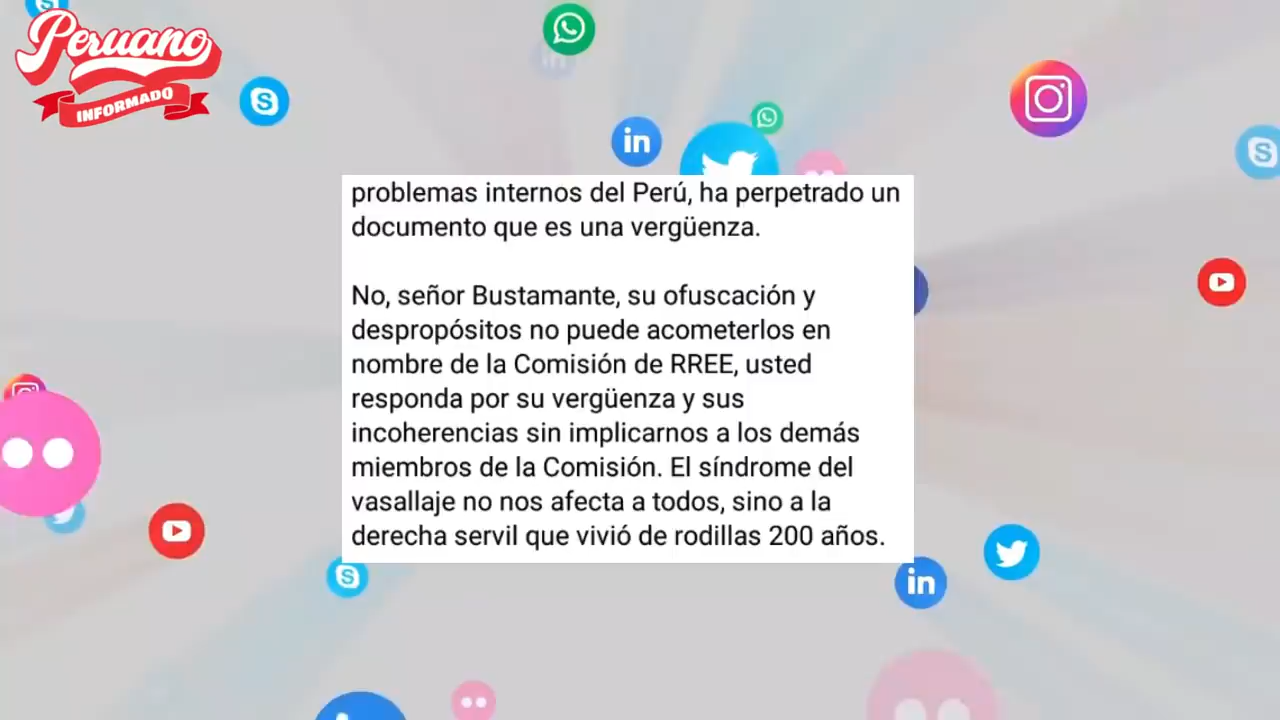 Peruano
INFORMADO
problemas internos del Perú, ha perpetrado un
documento que es una vergüenza.
No, señor Bustamante, su ofuscación y
despropósitos no puede acometerlos en
nombre de la Comisión de RREE, usted
responda por su vergüenza y sus
incoherencias sin implicarnos a los demás
miembros de la Comisión. El síndrome del
vasallaje no nos afecta a todos, sino a la
derecha servil que vivió de rodillas 200 años.